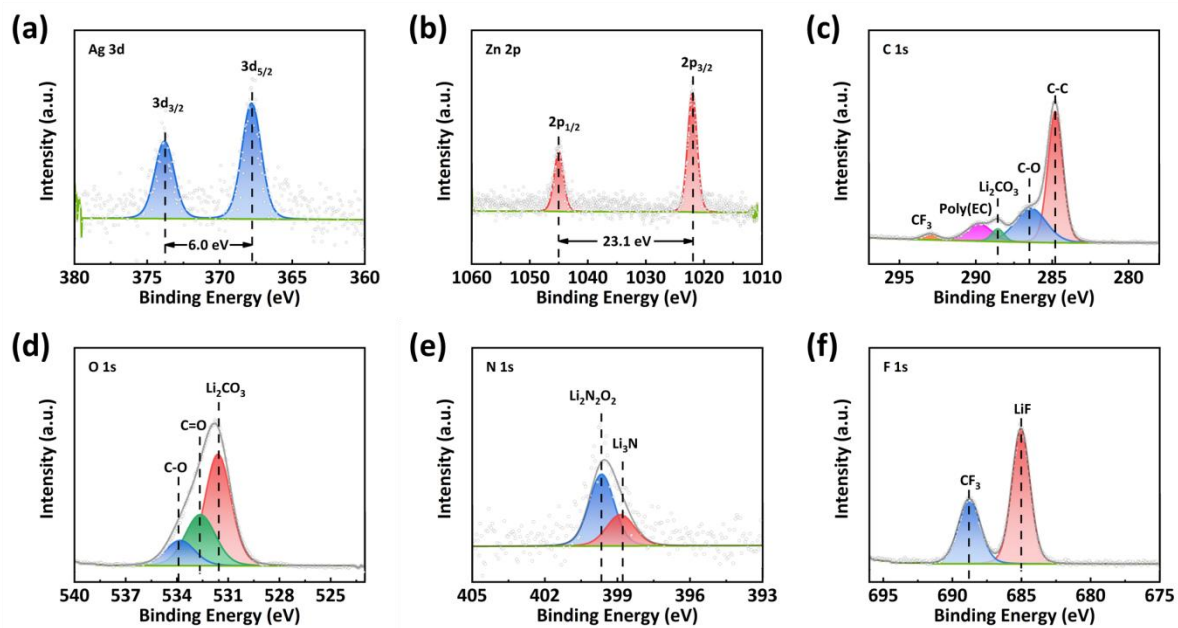 (a)
Ag 3d
3d5/2
3d3/2
6.0 eV
Intensity (a.u.)
380 375 370 365 360
Binding Energy (eV)
(b)
Zn 2p
2p3/2
2p1/2
23.1 eV
Intensity (a.u.)
1060 1050 1040 1030 1020 1010
Binding Energy (eV)
(c)
C 1s
C-C
C-O
Li2CO3
Poly(EC)
CF3
Intensity (a.u.)
295 290 285 280
Binding Energy (eV)
(d)
O 1s
Li2CO3
C=O
C-O
Intensity (a.u.)
540 537 534 531 528 525
Binding Energy (eV)
(e)
N 1s
Li2N2O2
Li3N
Intensity (a.u.)
405 402 399 396 393
Binding Energy (eV)
(f)
F 1s
LiF
CF3
Intensity (a.u.)
695 690 685 680 675
Binding Energy (eV)